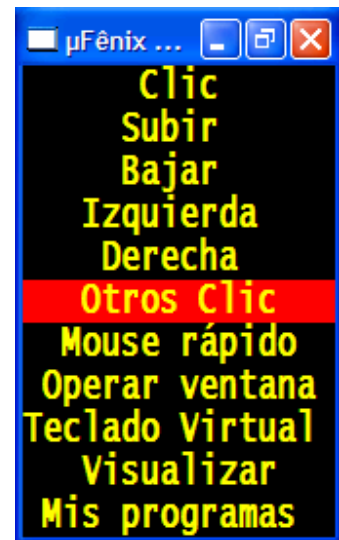 µFênix ...
Clic
Subir
Bajar
Izquierda
Derecha
Otros Clic
Mouse rápido
Operar ventana
Teclado Virtual
Visualizar
Mis programas